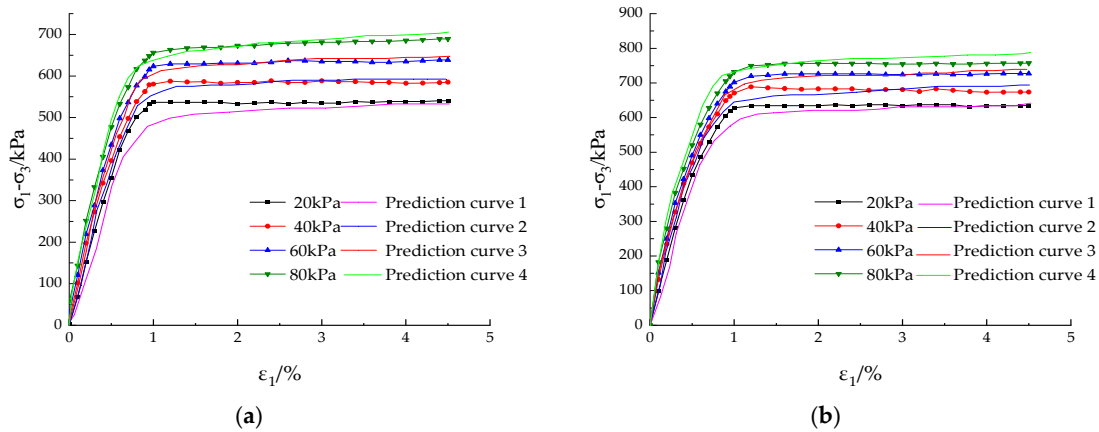 σ1-σ3/kPa
700
600
500
400
300
200
100
0
0 1 2 3 4 5
ε1/%
20kPa Prediction curve 1
40kPa Prediction curve 2
60kPa Prediction curve 3
80kPa Prediction curve 4
(a)
σ1-σ3/kPa
900
800
700
600
500
400
300
200
100
0
0 1 2 3 4 5
ε1/%
20kPa Prediction curve 1
40kPa Prediction curve 2
60kPa Prediction curve 3
80kPa Prediction curve 4
(b)